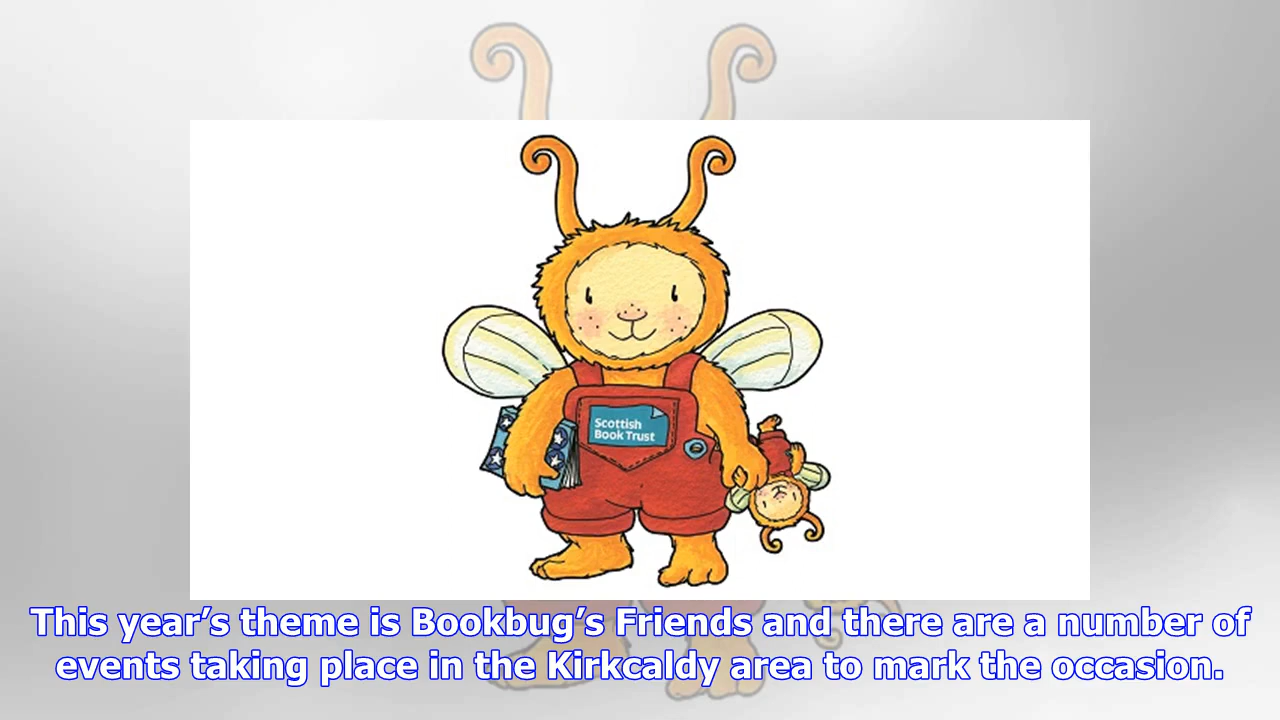 Scottish
Book Trust
This year’s theme is Bookbug’s Friends and there are a number of
events taking place in the Kirkcaldy area to mark the occasion.